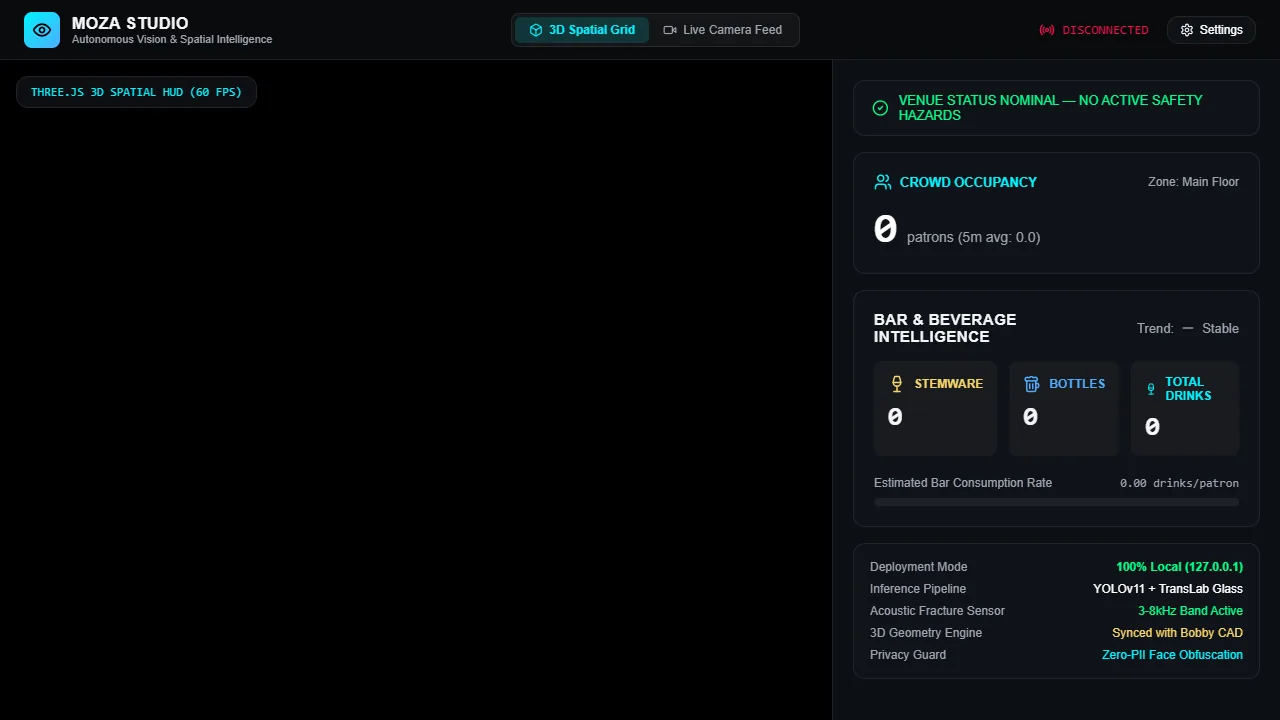 MOZA STUDIO
Autonomous Vision & Spatial Intelligence
3D Spatial Grid
Live Camera Feed
DISCONNECTED
Settings
THREE.JS 3D SPATIAL HUD (60 FPS)
VENUE STATUS NOMINAL — NO ACTIVE SAFETY
HAZARDS
CROWD OCCUPANCY
Zone: Main Floor
0 patrons (5m avg: 0.0)
BAR & BEVERAGE
INTELLIGENCE
Trend: — Stable
STEMWARE
0
BOTTLES
0
TOTAL
DRINKS
0
Estimated Bar Consumption Rate
0.00 drinks/patron
Deployment Mode
100% Local (127.0.0.1)
Inference Pipeline
YOLOv11 + TransLab Glass
Acoustic Fracture Sensor
3-8kHz Band Active
3D Geometry Engine
Synced with Bobby CAD
Privacy Guard
Zero-PII Face Obfuscation